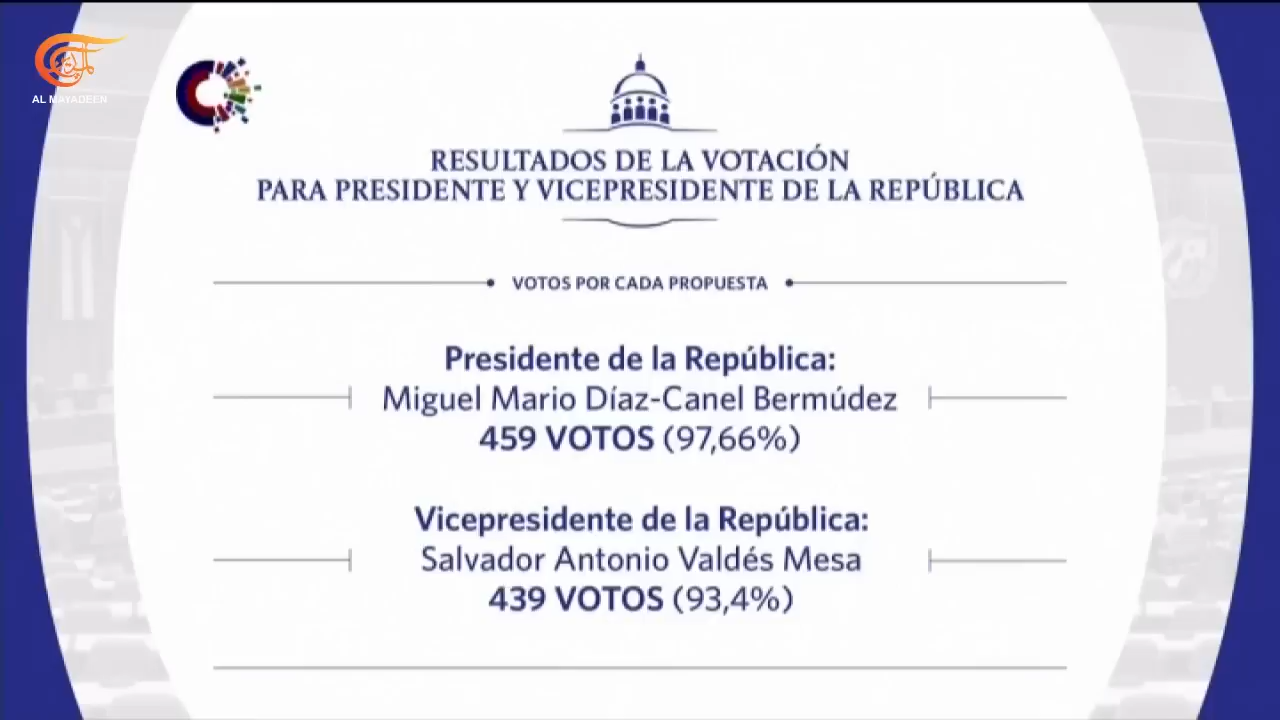 AL MAYADEEN
RESULTADOS DE LA VOTACIÓN
PARA PRESIDENTE Y VICEPRESIDENTE DE LA REPÚBLICA
VOTOS POR CADA PROPUESTA
Presidente de la República:
Miguel Mario Díaz-Canel Bermúdez
459 VOTOS (97,66%)
Vicepresidente de la República:
Salvador Antonio Valdés Mesa
439 VOTOS (93,4%)